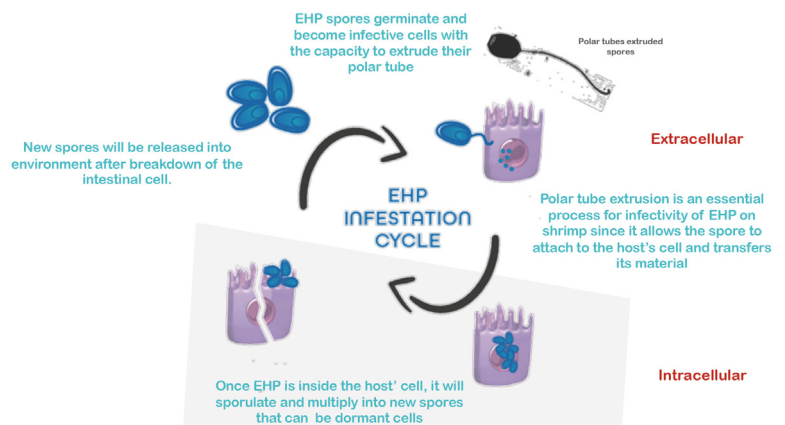 EHP spores germinate and
become infective cells with
the capacity to extrude their
polar tube
Polar tubes extruded
spores
New spores will be released into
environment after breakdown of the
intestinal cell.
Extracellular
EHP
INFESTATION
CYCLE
Polar tube extrusion is an essential
process for infectivity of EHP on
shrimp since it allows the spore to
attach to the host's cell and transfers
its material
Once EHP is inside the host' cell, it will
sporulate and multiply into new spores
that can be dormant cells
Intracellular